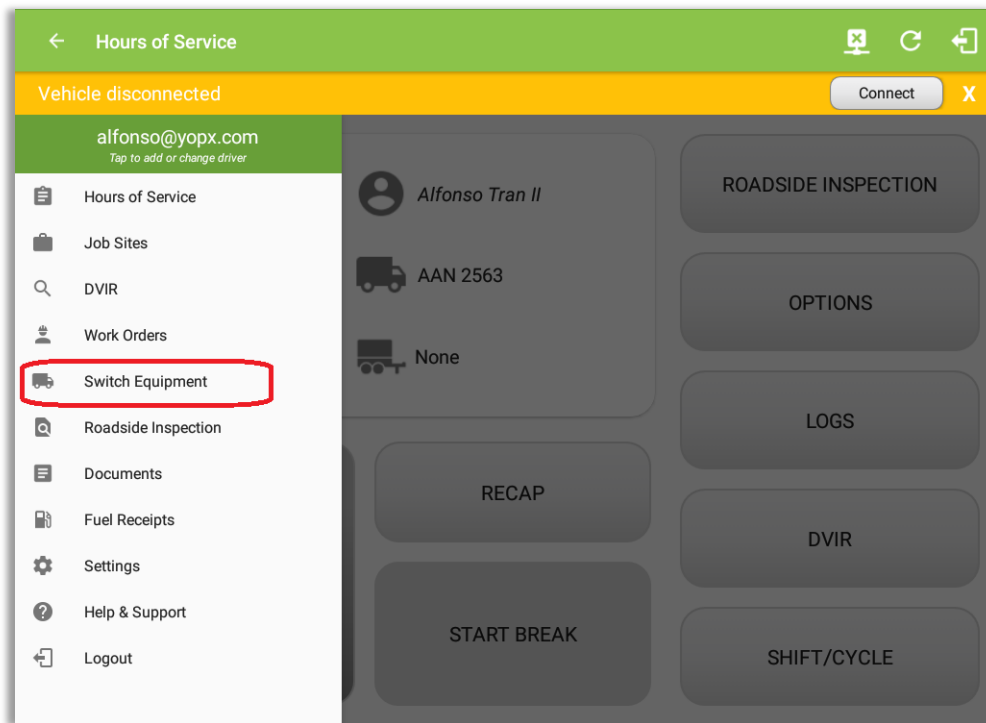 Hours of Service
Vehicle disconnected
Connect
X
alfonso@yopx.com
Tap to add or change driver
Hours of Service
Job Sites
DVIR
Work Orders
Switch Equipment
Roadside Inspection
Documents
Fuel Receipts
Settings
Help & Support
Logout
Alfonso Tran II
AAN 2563
None
RECAP
START BREAK
ROADSIDE INSPECTION
OPTIONS
LOGS
DVIR
SHIFT/CYCLE